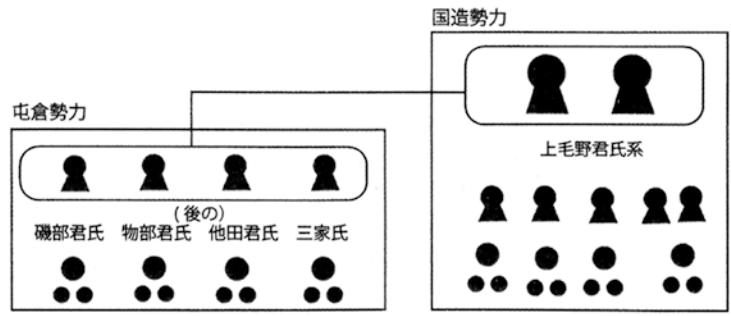 国造勢力
屯倉勢力
上毛野君氏系
(後の)
磯部君氏 物部君氏 他田君氏 三家氏